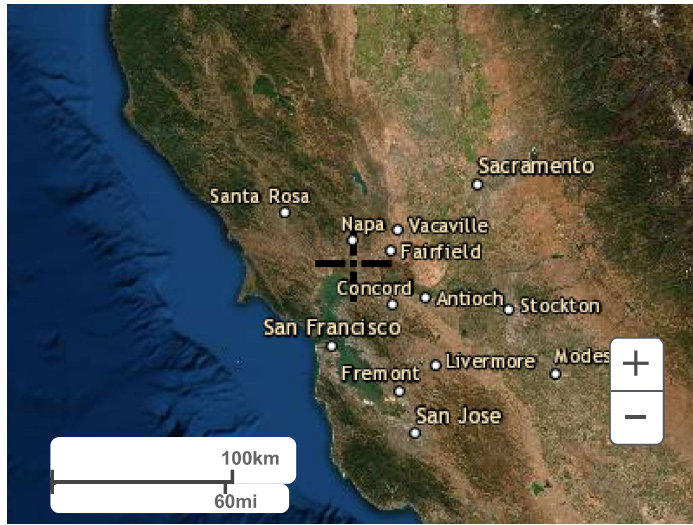 Sacramento
Santa Rosa
Napa
Vacaville
Fairfield
Concord
Antioch
Stockton
San Francisco
Livermore
Modes
Fremont
San Jose
+
−
100km
60mi